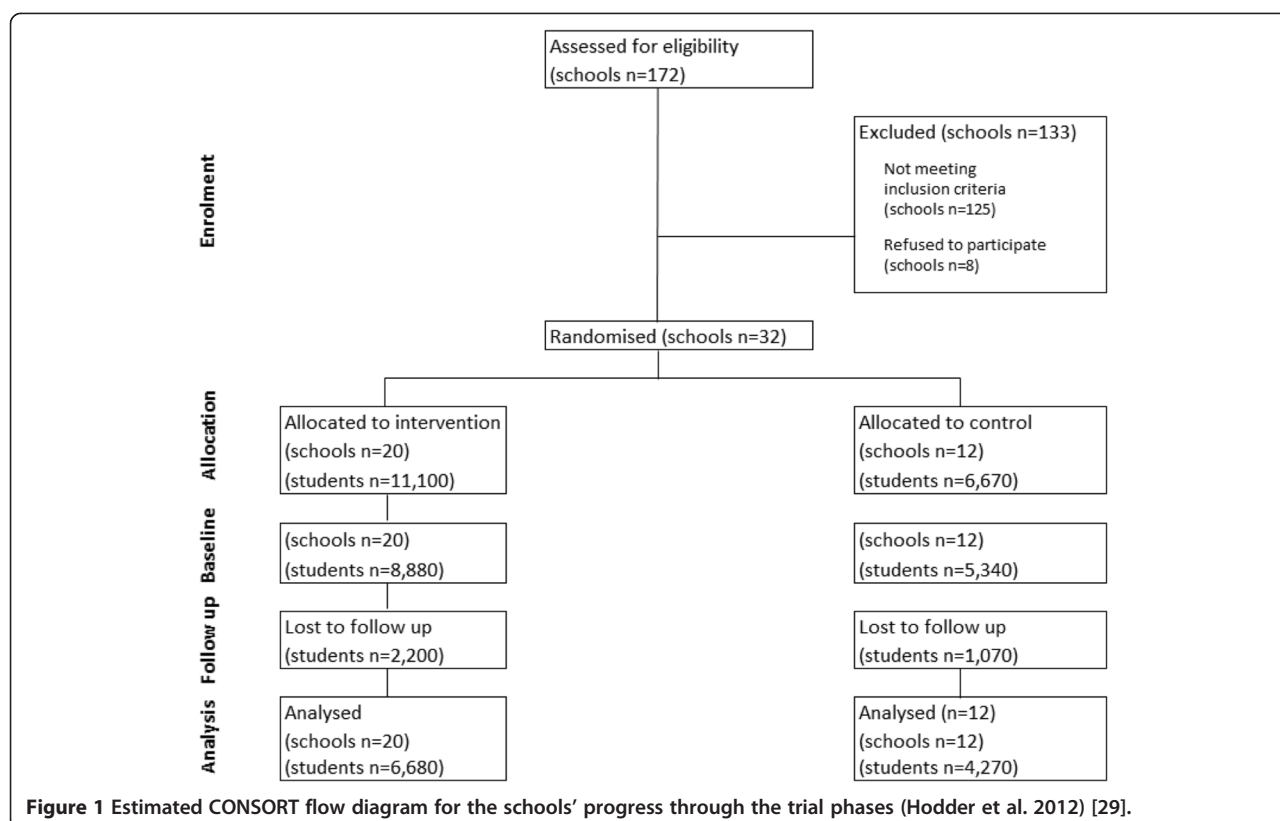 Assessed for eligibility
(schools n=172)
Excluded (schools n=133)
Not meeting
inclusion criteria
(schools n=125)
Refused to participate
(schools n=8)
Enrolment
Randomised (schools n=32)
Allocation
Allocated to intervention
(schools n=20)
(students n=11,100)
Allocated to control
(schools n=12)
(students n=6,670)
Baseline
(schools n=20)
(students n=8,880)
(schools n=12)
(students n=5,340)
Follow up
Lost to follow up
(students n=2,200)
Lost to follow up
(students n=1,070)
Analysis
Analysed
(schools n=20)
(students n=6,680)
Analysed (n=12)
(schools n=12)
(students n=4,270)
Figure 1 Estimated CONSORT flow diagram for the schools’ progress through the trial phases (Hodder et al. 2012) [29].